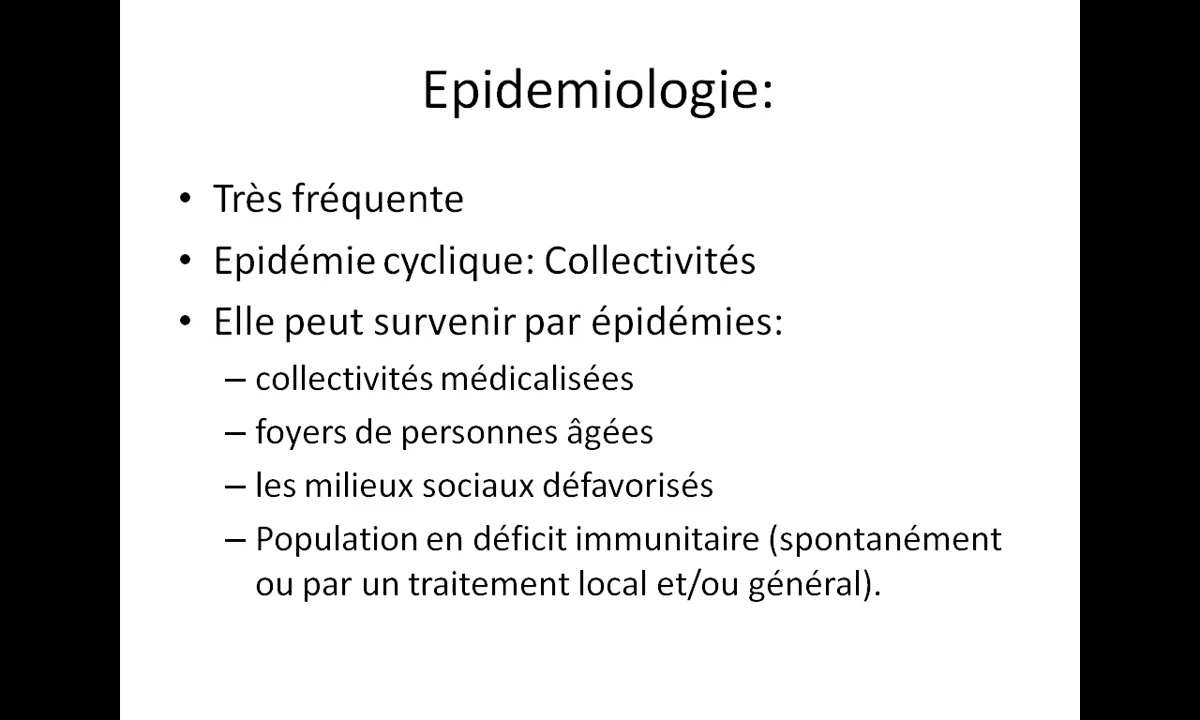 Epidemiologie:
• Très fréquente
• Epidémie cyclique: Collectivités
• Elle peut survenir par épidémies:
– collectivités médicalisées
– foyers de personnes âgées
– les milieux sociaux défavorisés
– Population en déficit immunitaire (spontanément
ou par un traitement local et/ou général).